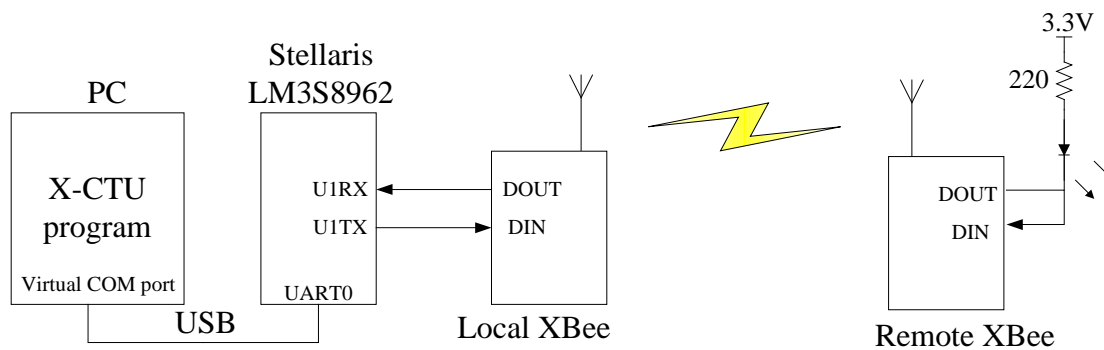 PC
X-CTU
program
Virtual COM port
USB
Stellaris
LM3S8962
U1RX
U1TX
UART0
DOUT
DIN
Local XBee
3.3V
220
DOUT
DIN
Remote XBee